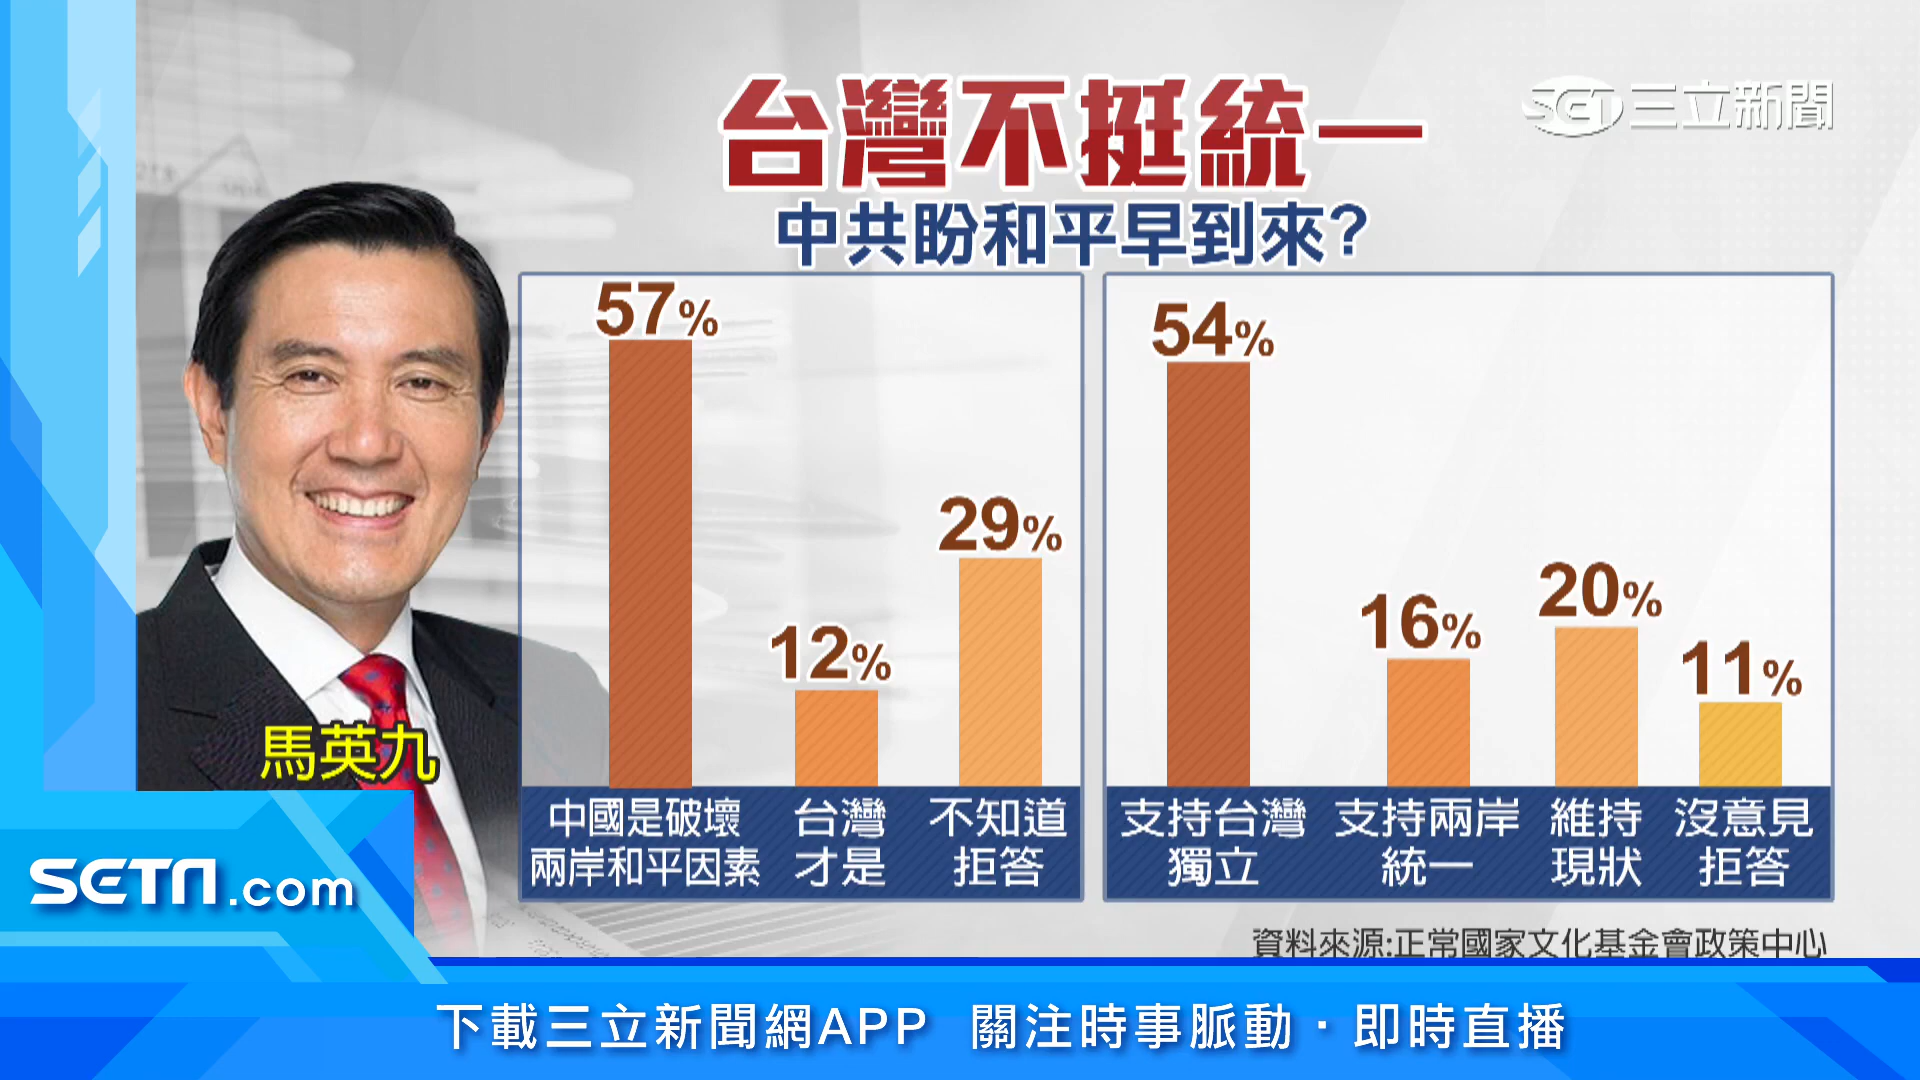 台灣不挺統一
SET三立新聞
中共盼和平早到來?
57%
12%
29%
中國是破壞
兩岸和平因素
台灣
才是
不知道
拒答
54%
16%
20%
11%
支持台灣
獨立
支持兩岸
統一
維持
現狀
沒意見
拒答
馬英九
SETN.com
資料來源:正常國家文化基金會政策中心
下載三立新聞網APP 關注時事脈動·即時直播